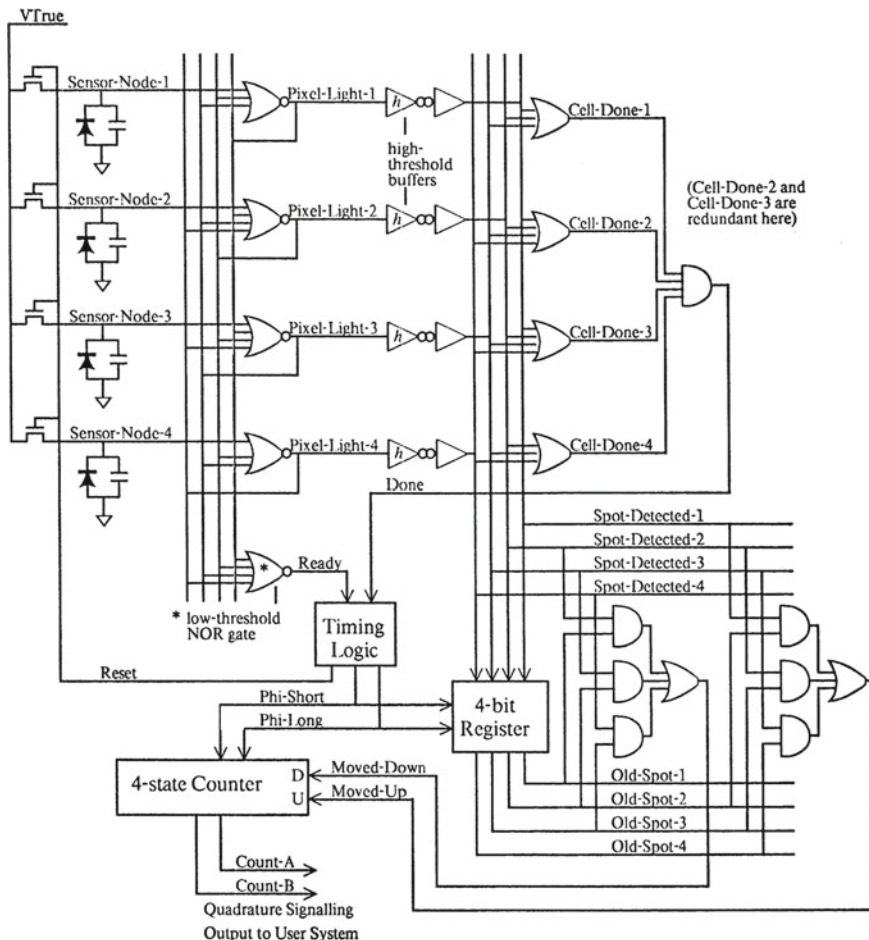 VTrue
Sensor-Node-1
Pixel-Light-1
h
Cell-Done-1
high-
threshold
buffers
Sensor-Node-2
Pixel-Light-2
h
Cell-Done-2
(Cell-Done-2 and
Cell-Done-3 are
redundant here)
Sensor-Node-3
Pixel-Light-3
h
Cell-Done-3
Sensor-Node-4
Pixel-Light-4
h
Cell-Done-4
Done
Spot-Detected-1
Spot-Detected-2
Spot-Detected-3
Spot-Detected-4
*
Ready
* low-threshold
NOR gate
Timing
Logic
Reset
Phi-Short
Phi-Long
4-bit
Register
4-state Counter
D
U
Moved-Down
Moved-Up
Old-Spot-1
Old-Spot-2
Old-Spot-3
Old-Spot-4
Count-A
Count-B
Quadrature Signalling
Output to User System